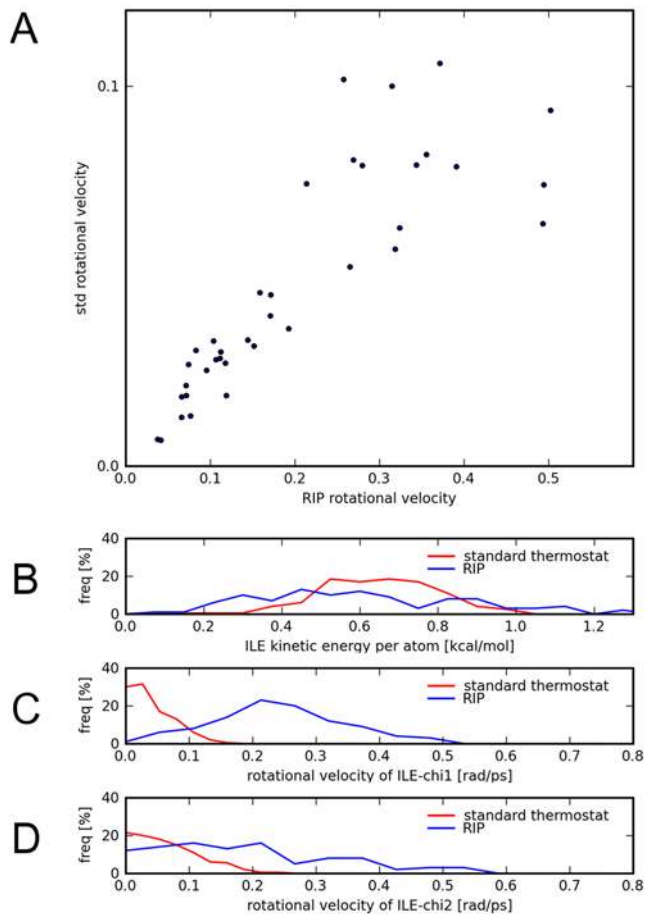 A
0.1
std rotational velocity
0.0
0.0 0.1 0.2 0.3 0.4 0.5
RIP rotational velocity
B
40
20
0
freq [%]
standard thermostat
RIP
0.0 0.2 0.4 0.6 0.8 1.0 1.2
ILE kinetic energy per atom [kcal/mol]
C
40
20
0
freq [%]
standard thermostat
RIP
0.0 0.1 0.2 0.3 0.4 0.5 0.6 0.7 0.8
rotational velocity of ILE-chi1 [rad/ps]
D
40
20
0
freq [%]
standard thermostat
RIP
0.0 0.1 0.2 0.3 0.4 0.5 0.6 0.7 0.8
rotational velocity of ILE-chi2 [rad/ps]